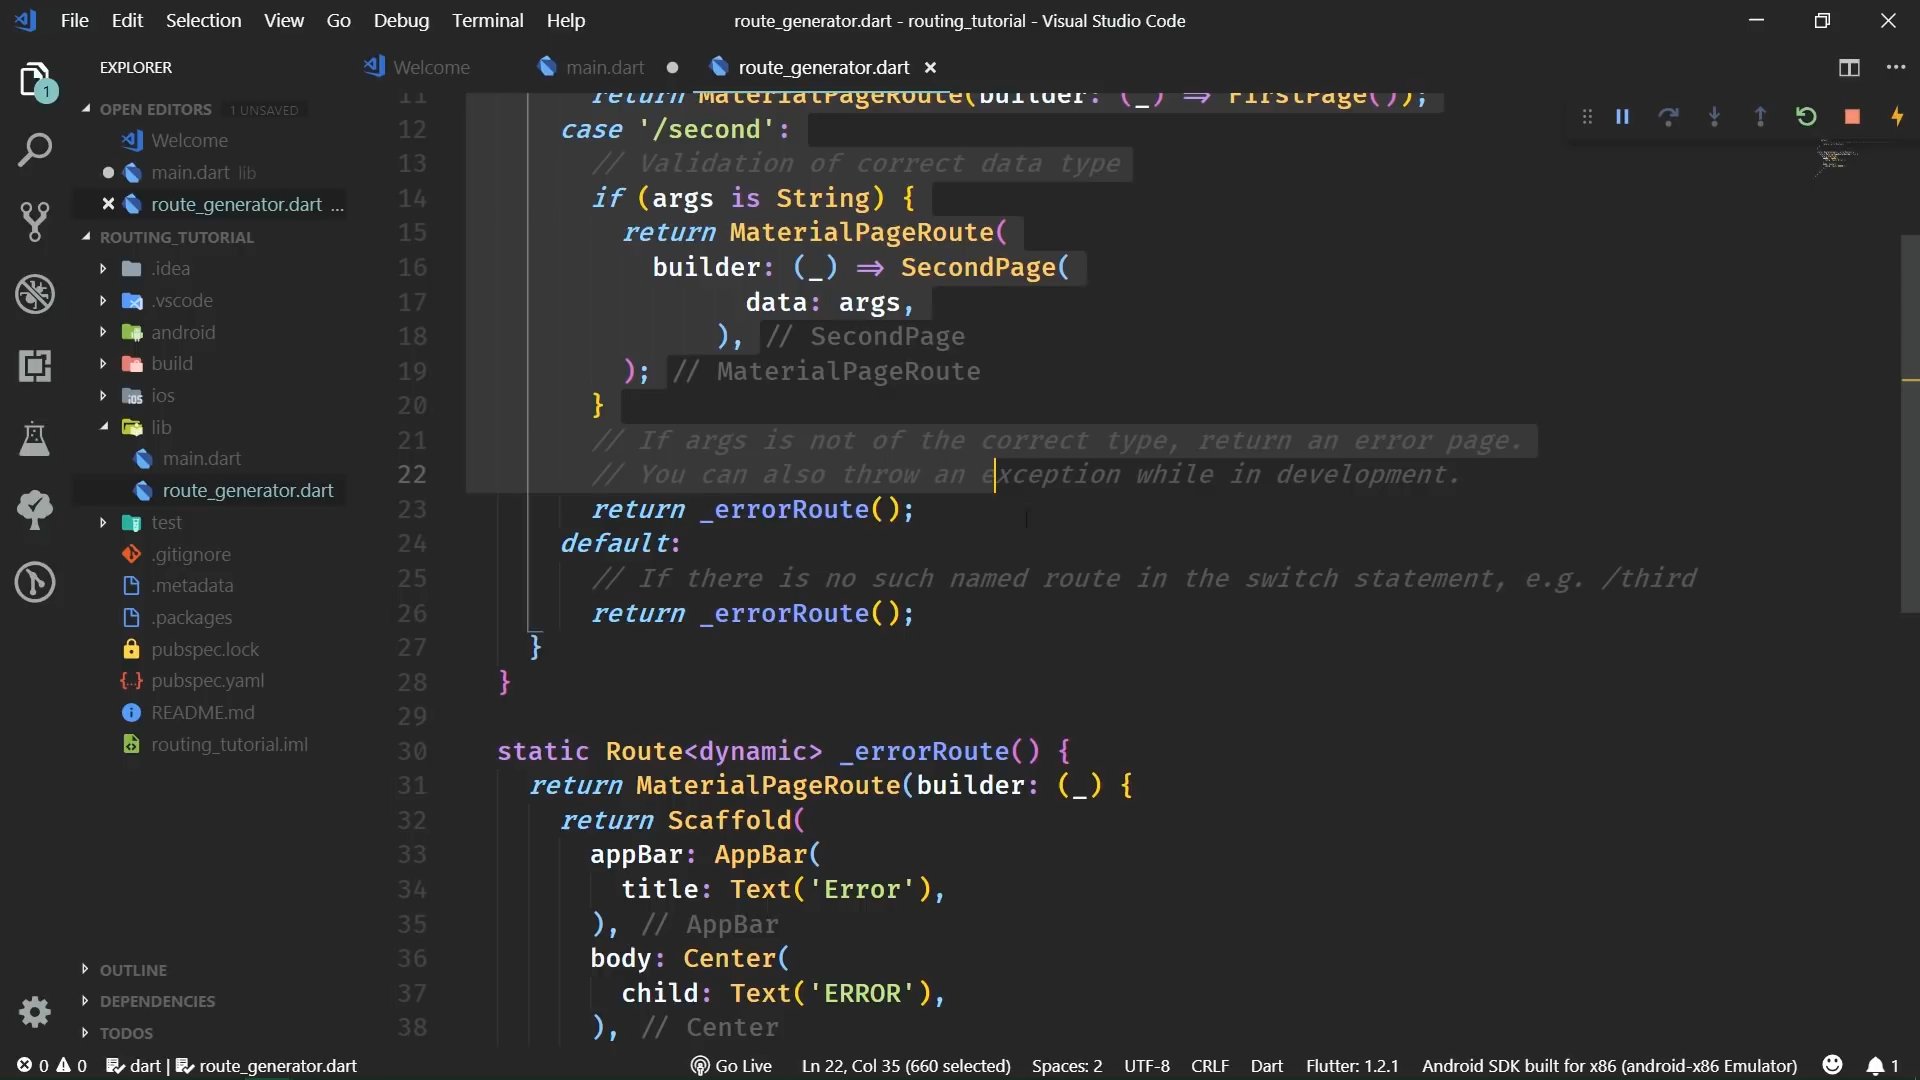 File Edit Selection View Go Debug Terminal Help
route_generator.dart - routing_tutorial - Visual Studio Code
EXPLORER
1
OPEN EDITORS 1 UNSAVED
Welcome
main.dart lib
route_generator.dart ...
ROUTING_TUTORIAL
.idea
.vscode
android
build
ios
lib
main.dart
route_generator.dart
test
.gitignore
.metadata
.packages
pubspec.lock
pubspec.yaml
README.md
routing_tutorial.iml
OUTLINE
DEPENDENCIES
TODOS
Welcome main.dart route_generator.dart
11 return MaterialPageRoute(builder: (_) => FirstPage());
12 case '/second':
13 // Validation of correct data type
14 if (args is String) {
15 return MaterialPageRoute(
16 builder: (_) => SecondPage(
17 data: args,
18 ), // SecondPage
19 ); // MaterialPageRoute
20 }
21 // If args is not of the correct type, return an error page.
22 // You can also throw an exception while in development.
23 return _errorRoute();
24 default:
25 // If there is no such named route in the switch statement, e.g. /third
26 return _errorRoute();
27 }
28 }
29
30 static Route<dynamic> _errorRoute() {
31 return MaterialPageRoute(builder: (_) {
32 return Scaffold(
33 appBar: AppBar(
34 title: Text('Error'),
35 ), // AppBar
36 body: Center(
37 child: Text('ERROR'),
38 ), // Center
0 0 dart | route_generator.dart Go Live Ln 22, Col 35 (660 selected) Spaces: 2 UTF-8 CRLF Dart Flutter: 1.2.1 Android SDK built for x86 (android-x86 Emulator) 1